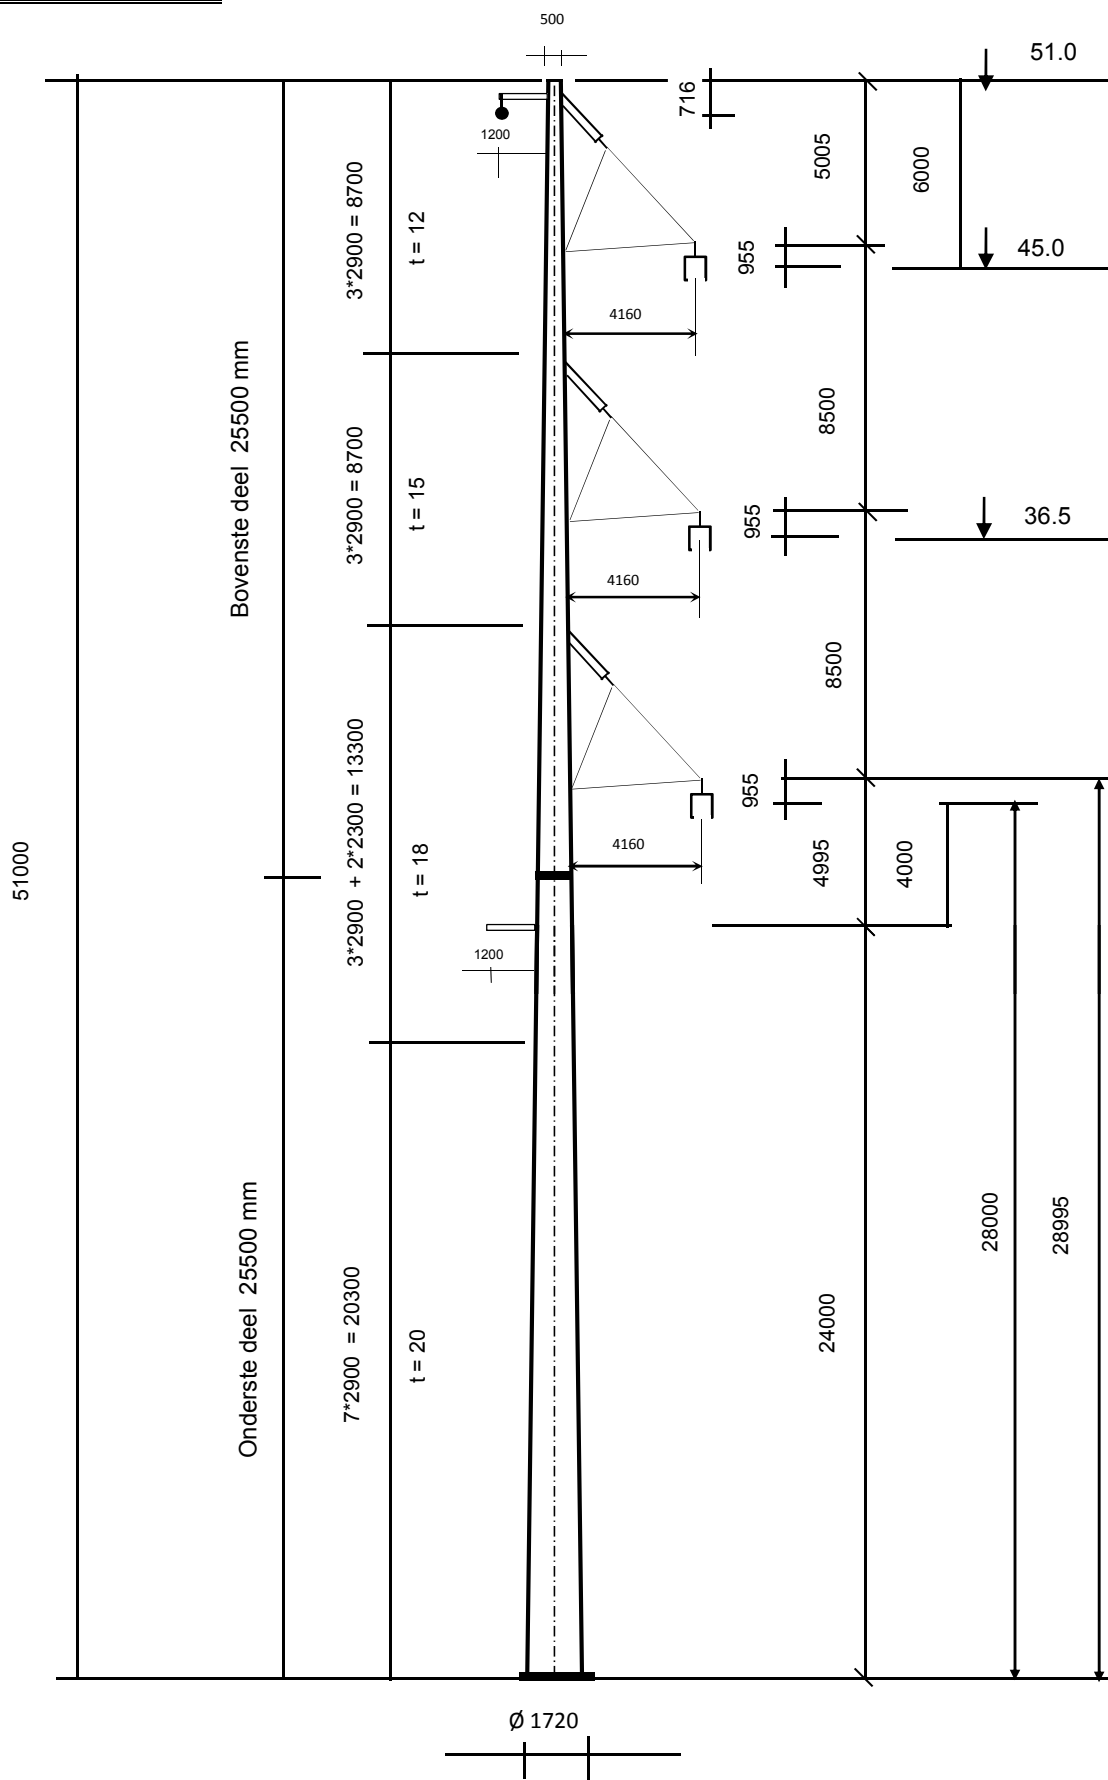 500
51.0
716
1200
5005
6000
3*2900 = 8700
t = 12
955
45.0
4160
8500
Bovenste deel 25500 mm
3*2900 = 8700
t = 15
955
36.5
4160
8500
3*2900 + 2*2300 = 13300
t = 18
955
4160
4995
4000
51000
1200
28000
28995
Onderste deel 25500 mm
7*2900 = 20300
t = 20
24000
Ø 1720